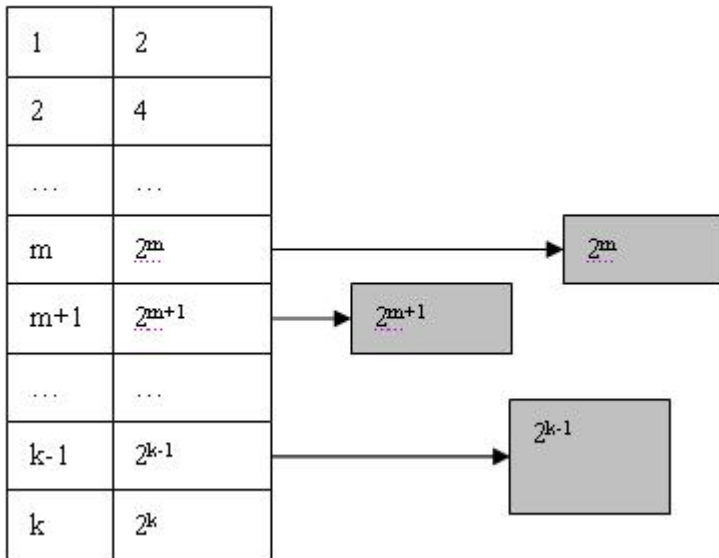 1 2
2 4
... ...
m 2ᵐ 2ᵐ
m+1 2ᵐ⁺¹ 2ᵐ⁺¹
... ...
k-1 2ᵏ⁻¹ 2ᵏ⁻¹
k 2ᵏ